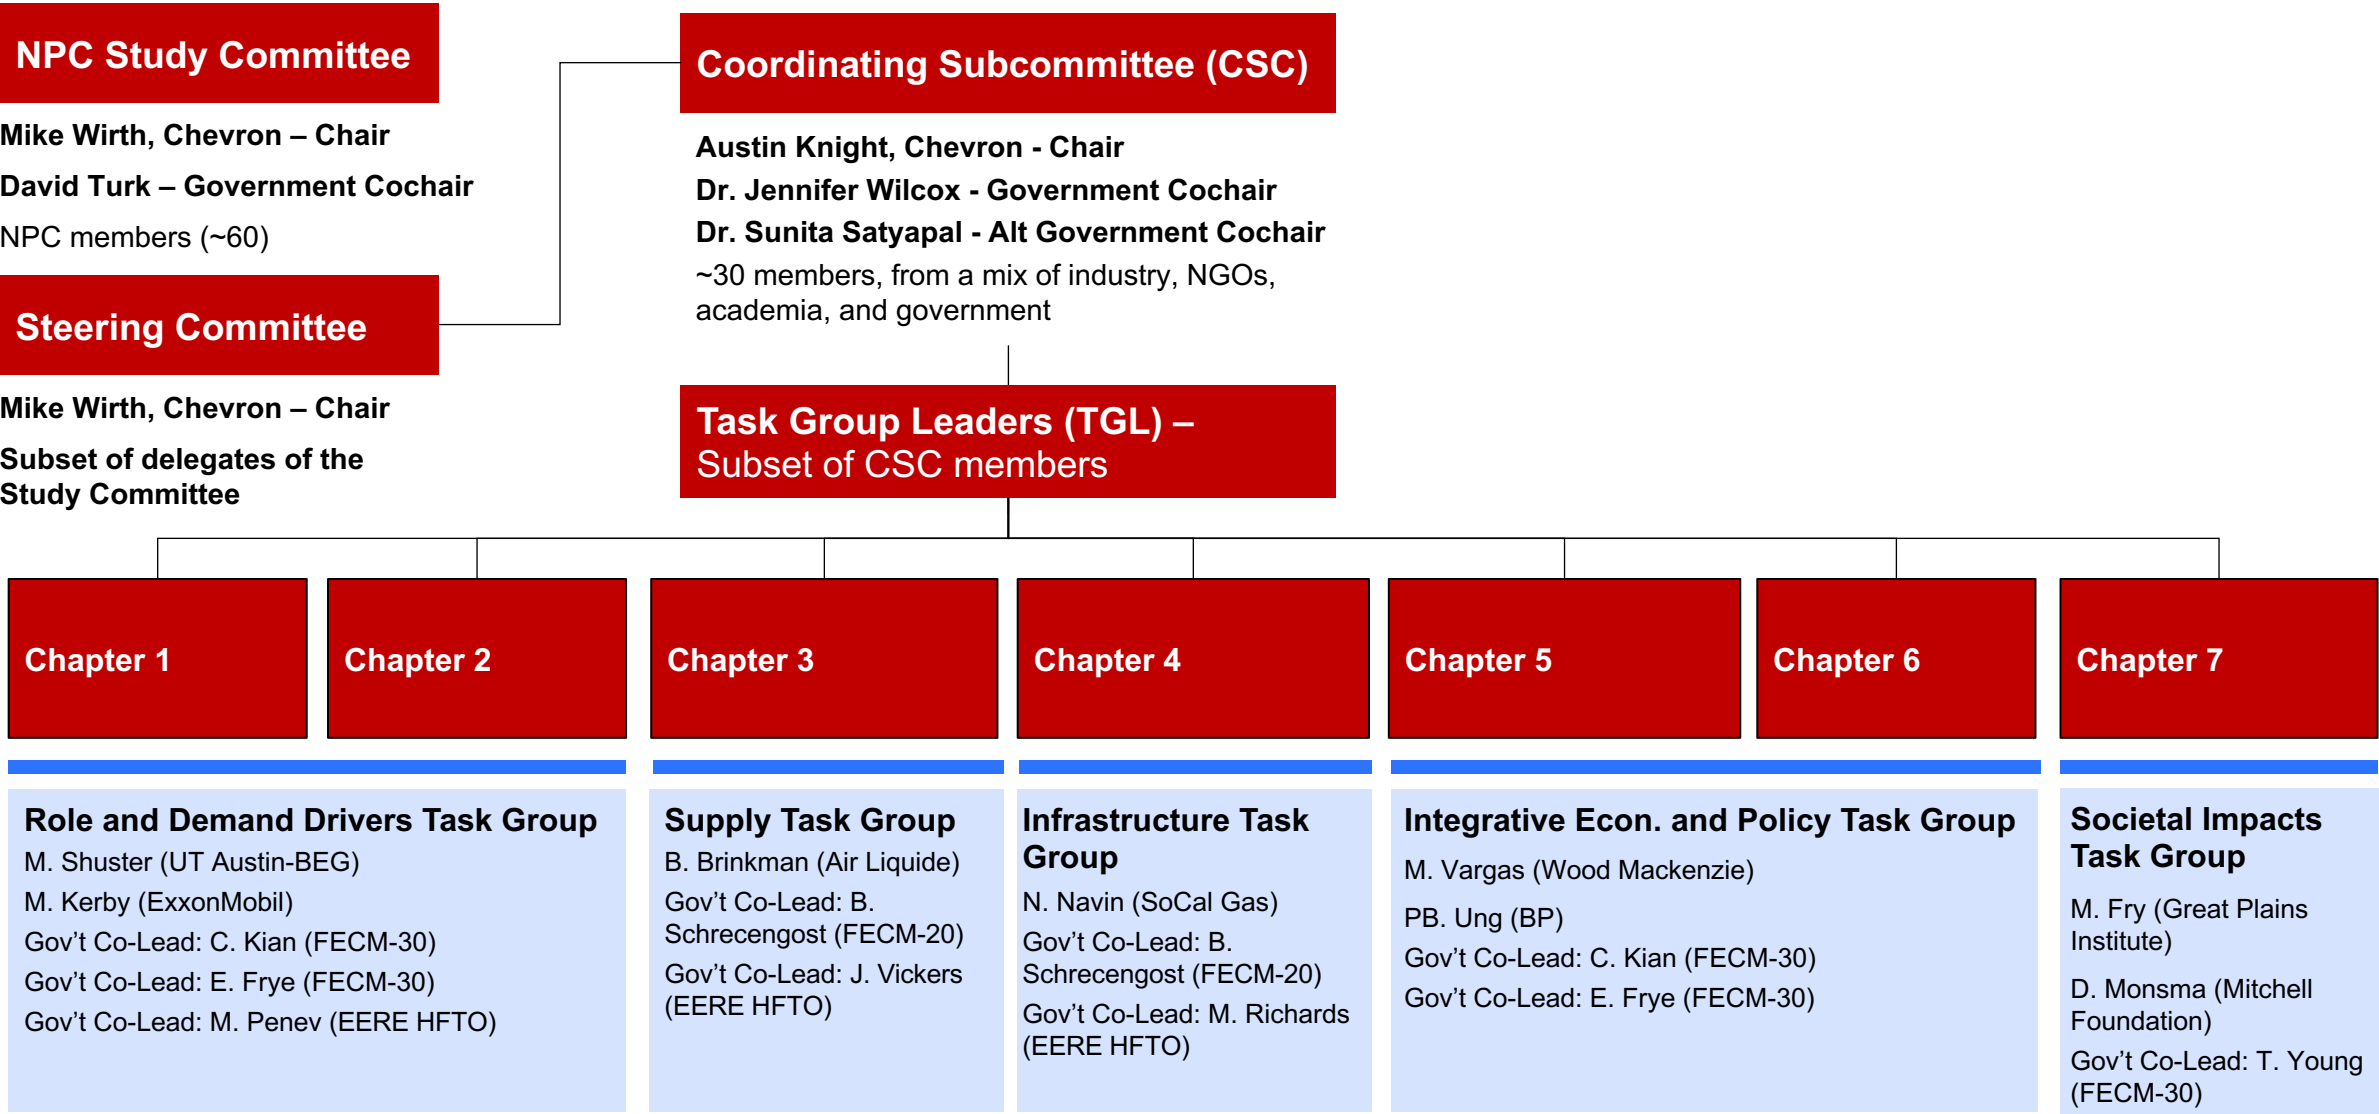 NPC Study Committee
Mike Wirth, Chevron – Chair
David Turk – Government Cochair
NPC members (~60)
Steering Committee
Mike Wirth, Chevron – Chair
Subset of delegates of the
Study Committee
Coordinating Subcommittee (CSC)
Austin Knight, Chevron - Chair
Dr. Jennifer Wilcox - Government Cochair
Dr. Sunita Satyapal - Alt Government Cochair
~30 members, from a mix of industry, NGOs,
academia, and government
Task Group Leaders (TGL) –
Subset of CSC members
Chapter 1
Chapter 2
Chapter 3
Chapter 4
Chapter 5
Chapter 6
Chapter 7
Role and Demand Drivers Task Group
M. Shuster (UT Austin-BEG)
M. Kerby (ExxonMobil)
Gov’t Co-Lead: C. Kian (FECM-30)
Gov’t Co-Lead: E. Frye (FECM-30)
Gov’t Co-Lead: M. Penev (EERE HFTO)
Supply Task Group
B. Brinkman (Air Liquide)
Gov’t Co-Lead: B.
Schrecengost (FECM-20)
Gov’t Co-Lead: J. Vickers
(EERE HFTO)
Infrastructure Task
Group
N. Navin (SoCal Gas)
Gov’t Co-Lead: B.
Schrecengost (FECM-20)
Gov’t Co-Lead: M. Richards
(EERE HFTO)
Integrative Econ. and Policy Task Group
M. Vargas (Wood Mackenzie)
PB. Ung (BP)
Gov’t Co-Lead: C. Kian (FECM-30)
Gov’t Co-Lead: E. Frye (FECM-30)
Societal Impacts
Task Group
M. Fry (Great Plains
Institute)
D. Monsma (Mitchell
Foundation)
Gov’t Co-Lead: T. Young
(FECM-30)